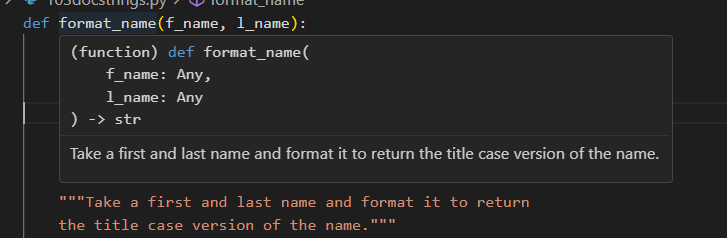 103docstrings.py > format_name
def format_name(f_name, l_name):
(function) def format_name(
    f_name: Any,
    l_name: Any
) -> str
Take a first and last name and format it to return the title case version of the name.
"""Take a first and last name and format it to return
the title case version of the name."""